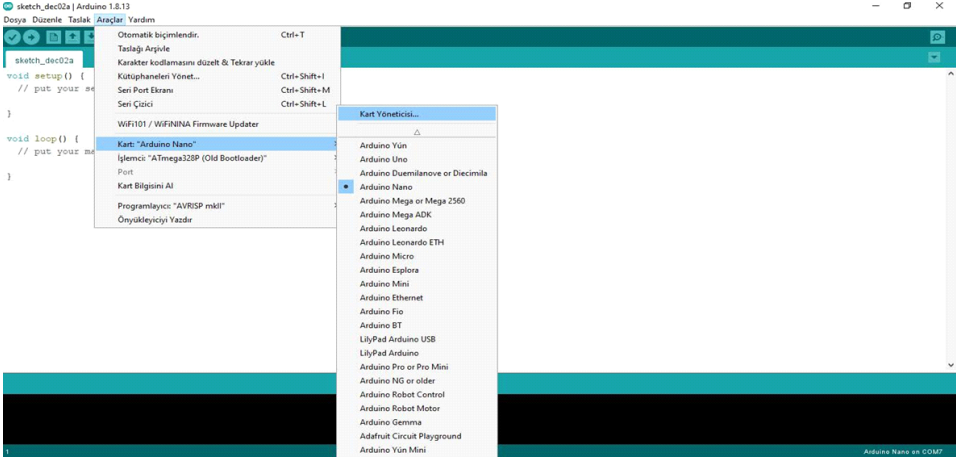 sketch_dec02a | Arduino 1.8.13
Dosya Düzenle Taslak Araçlar Yardım
sketch_dec02a
void setup() {
// put your se
}
void loop() {
// put your me
}
Otomatik biçimlendir. Ctrl+T
Taslağı Arşivle
Karakter kodlamasını düzelt & Tekrar yükle
Kütüphaneleri Yönet... Ctrl+Shift+I
Seri Port Ekranı Ctrl+Shift+M
Seri Çizici Ctrl+Shift+L
WiFi101 / WiFiNINA Firmware Updater
Kart: "Arduino Nano"
İşlemci: "ATmega328P (Old Bootloader)"
Port
Kart Bilgisini Al
Programlayıcı: "AVRISP mkII"
Önyükleyiciyi Yazdır
Kart Yöneticisi...
Arduino Yún
Arduino Uno
Arduino Duemilanove or Diecimila
Arduino Nano
Arduino Mega or Mega 2560
Arduino Mega ADK
Arduino Leonardo
Arduino Leonardo ETH
Arduino Micro
Arduino Esplora
Arduino Mini
Arduino Ethernet
Arduino Fio
Arduino BT
LilyPad Arduino USB
LilyPad Arduino
Arduino Pro or Pro Mini
Arduino NG or older
Arduino Robot Control
Arduino Robot Motor
Arduino Gemma
Adafruit Circuit Playground
Arduino Yún Mini
1
Arduino Nano on COM7